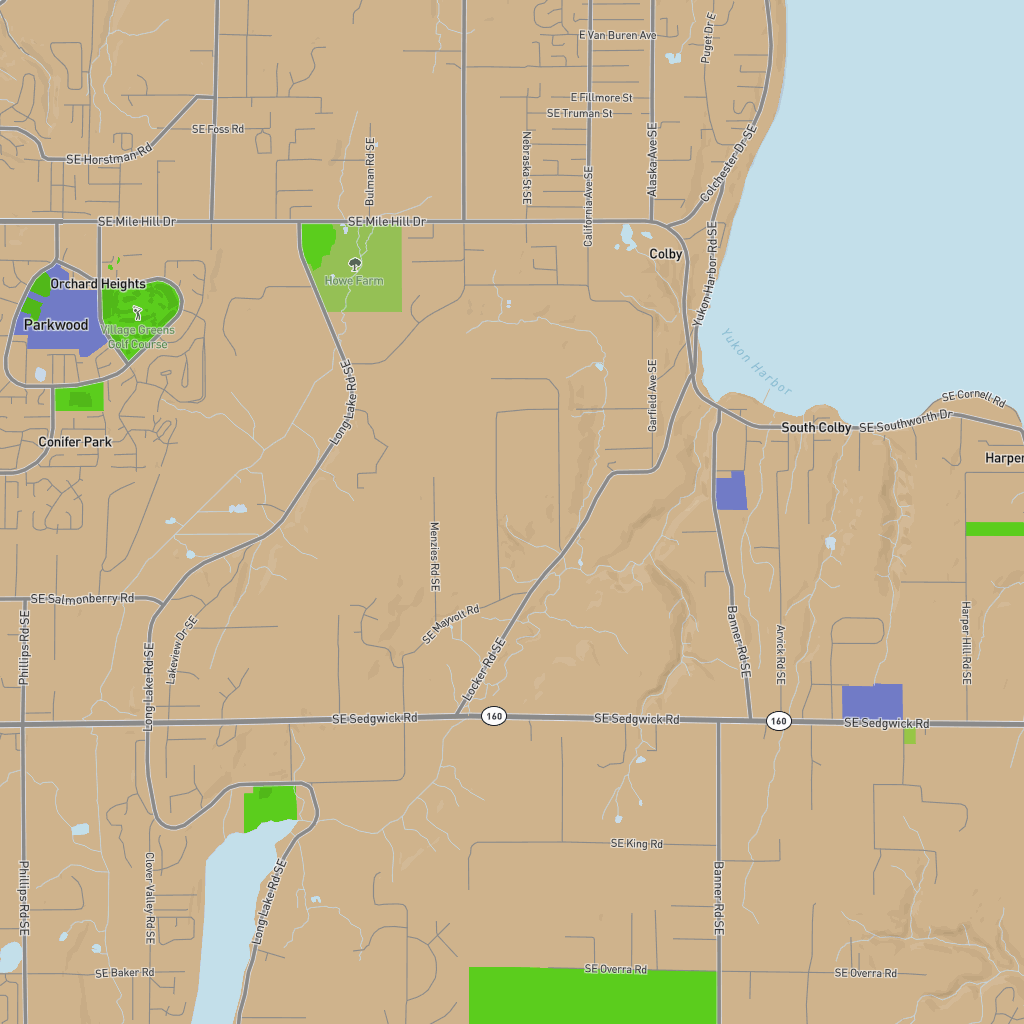 Puget Dr E
E Van Buren Ave
E Fillmore St
SE Truman St
SE Foss Rd
SE Horstman Rd
Bulman Rd SE
Nebraska St SE
Alaska Ave SE
California Ave SE
Colchester Dr SE
SE Mile Hill Dr
SE Mile Hill Dr
Colby
Yukon Harbor Rd SE
Orchard Heights
Howe Farm
Parkwood
Village Greens
Golf Course
Yukon Harbor
Long Lake Rd SE
Garfield Ave SE
SE Cornell Rd
South Colby
SE Southworth Dr
Conifer Park
Harper
Menzies Rd SE
SE Salmonberry Rd
SE Mayvolt Rd
Phillips Rd SE
Lakeview Dr SE
Long Lake Rd SE
Locker Rd SE
Banner Rd SE
Arvick Rd SE
Harper Hill Rd SE
SE Sedgwick Rd
160
SE Sedgwick Rd
160
SE Sedgwick Rd
SE King Rd
Phillips Rd SE
Clover Valley Rd SE
Long Lake Rd SE
Banner Rd SE
SE Baker Rd
SE Overra Rd
SE Overra Rd